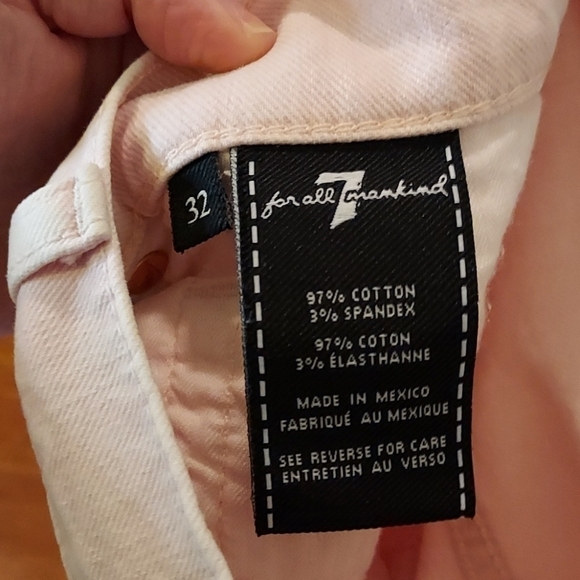 32
for all 7 mankind
97% COTTON
3% SPANDEX
97% COTON
3% ÉLASTHANNE
MADE IN MEXICO
FABRIQUÉ AU MEXIQUE
SEE REVERSE FOR CARE
ENTRETIEN AU VERSO